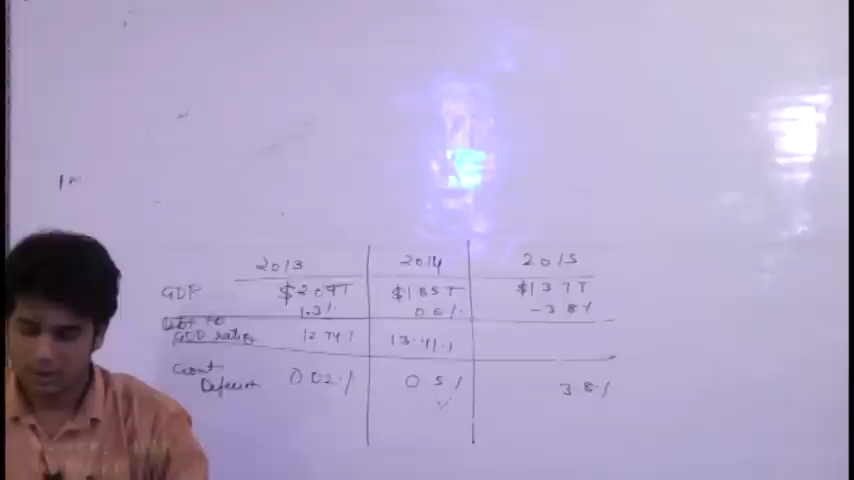 2013 2014 2015
GDP $2.09T $1.85T $1.37T
1.3% 0.6% -3.8%
Debt to
GDP ratio 12.74% 13.41%
Govt
Deficit 0.02% 0.5% 3.8%